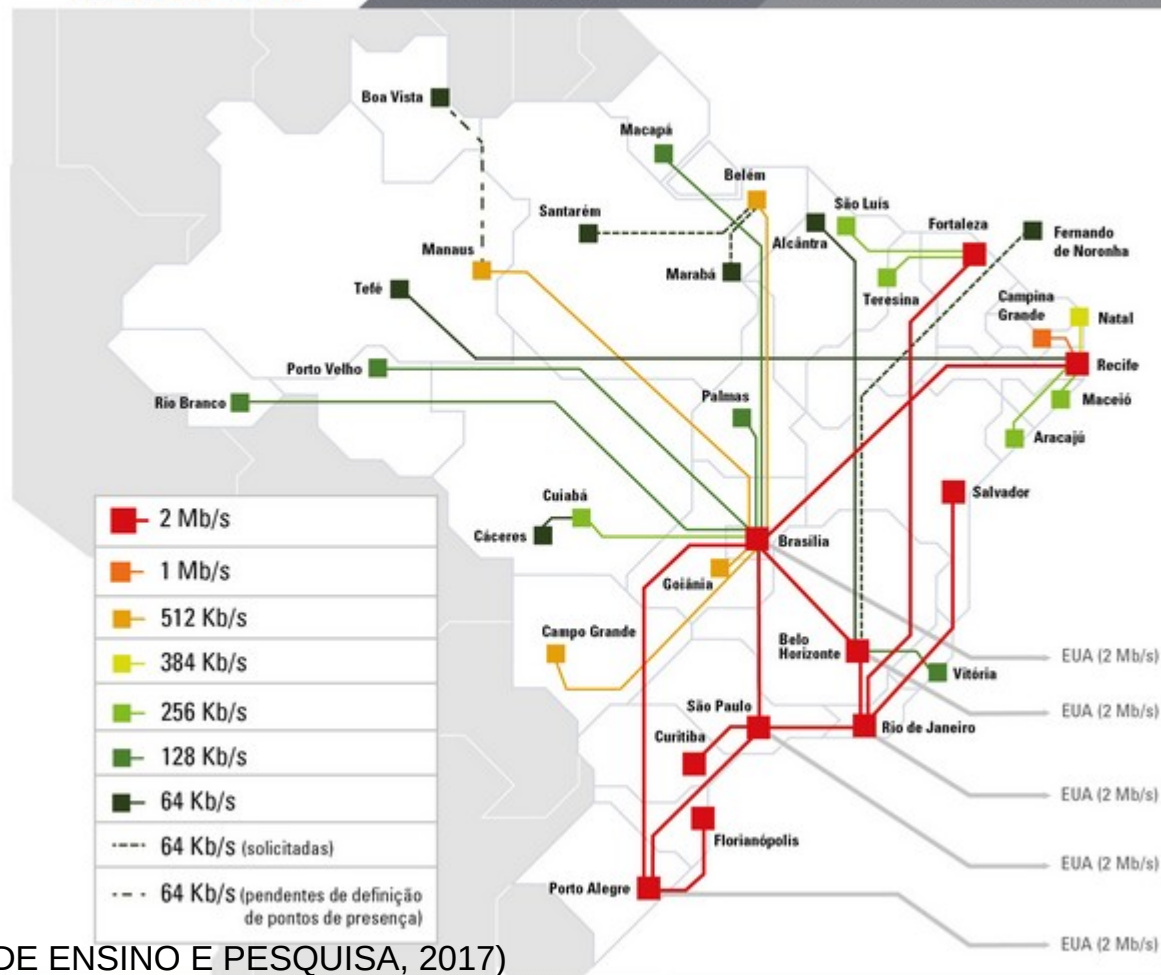 Boa Vista
Macapá
Belém
Santarém
São Luís
Alcântra
Fortaleza
Fernando
de Noronha
Manaus
Marabá
Teresina
Tefé
Campina
Grande
Natal
Porto Velho
Recife
Rio Branco
Palmas
Maceió
Aracajú
Salvador
Cuiabá
Cáceres
Brasília
Goiânia
Campo Grande
Belo
Horizonte
Vitória
EUA (2 Mb/s)
São Paulo
EUA (2 Mb/s)
Curitiba
Rio de Janeiro
EUA (2 Mb/s)
Florianópolis
EUA (2 Mb/s)
Porto Alegre
EUA (2 Mb/s)
2 Mb/s
1 Mb/s
512 Kb/s
384 Kb/s
256 Kb/s
128 Kb/s
64 Kb/s
64 Kb/s (solicitadas)
64 Kb/s (pendentes de definição
de pontos de presença)
DE ENSINO E PESQUISA, 2017)